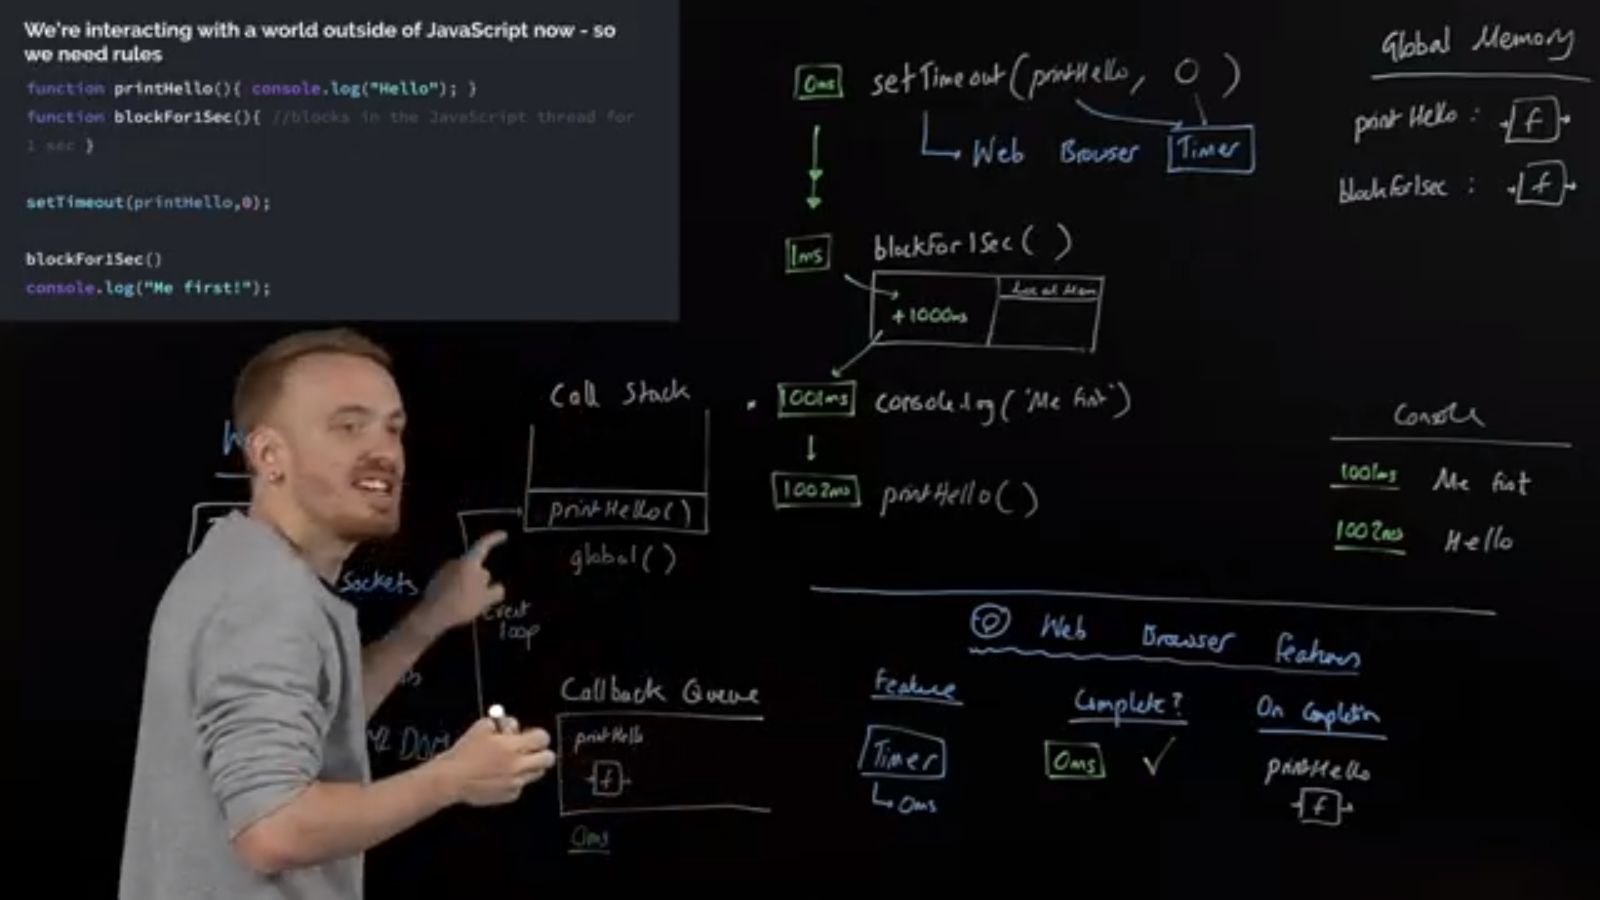 We're interacting with a world outside of JavaScript now - so
we need rules
function printHello(){ console.log("Hello"); }
function blockFor1Sec(){ //blocks in the JavaScript thread for
1 sec }
setTimeout(printHello,0);
blockFor1Sec()
console.log("Me first!");
0ms setTimeout(printHello, 0)
Web Browser Timer
1ms blockFor1Sec( )
Local Mem
+1000ms
1001ms console.log('Me first')
1002ms printHello()
Global Memory
printHello : f
blockFor1sec : f
Console
1001ms Me first
1002ms Hello
Call Stack
printHello()
global()
Sockets
Event
loop
Callback Queue
printHello
f
0ms
Web Browser Features
Feature Complete? On Completion
Timer 0ms ✓ printHello
0ms f